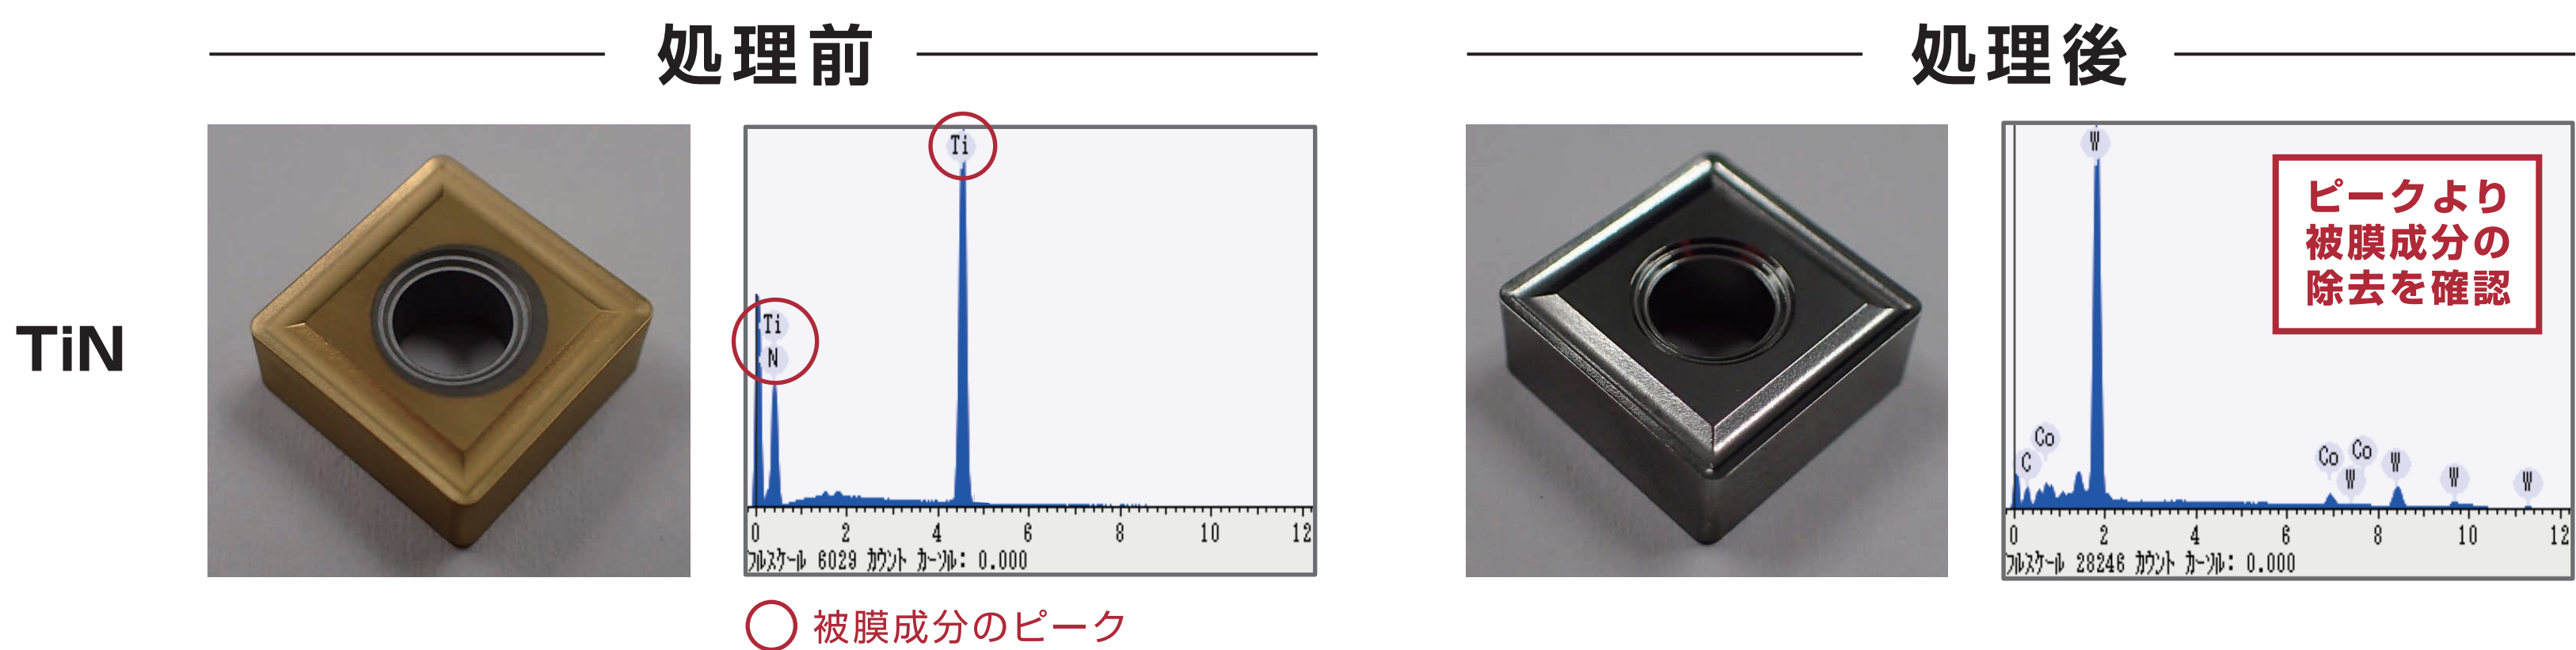 処理前
処理後
TiN
Ti
Ti
N
0 2 4 6 8 10 12
フルスケール 6029 カウント カーソル: 0.000
被膜成分のピーク
W
ピークより
被膜成分の
除去を確認
Co
C
Co
Co
W
W
W
W
0 2 4 6 8 10 12
フルスケール 28246 カウント カーソル: 0.000